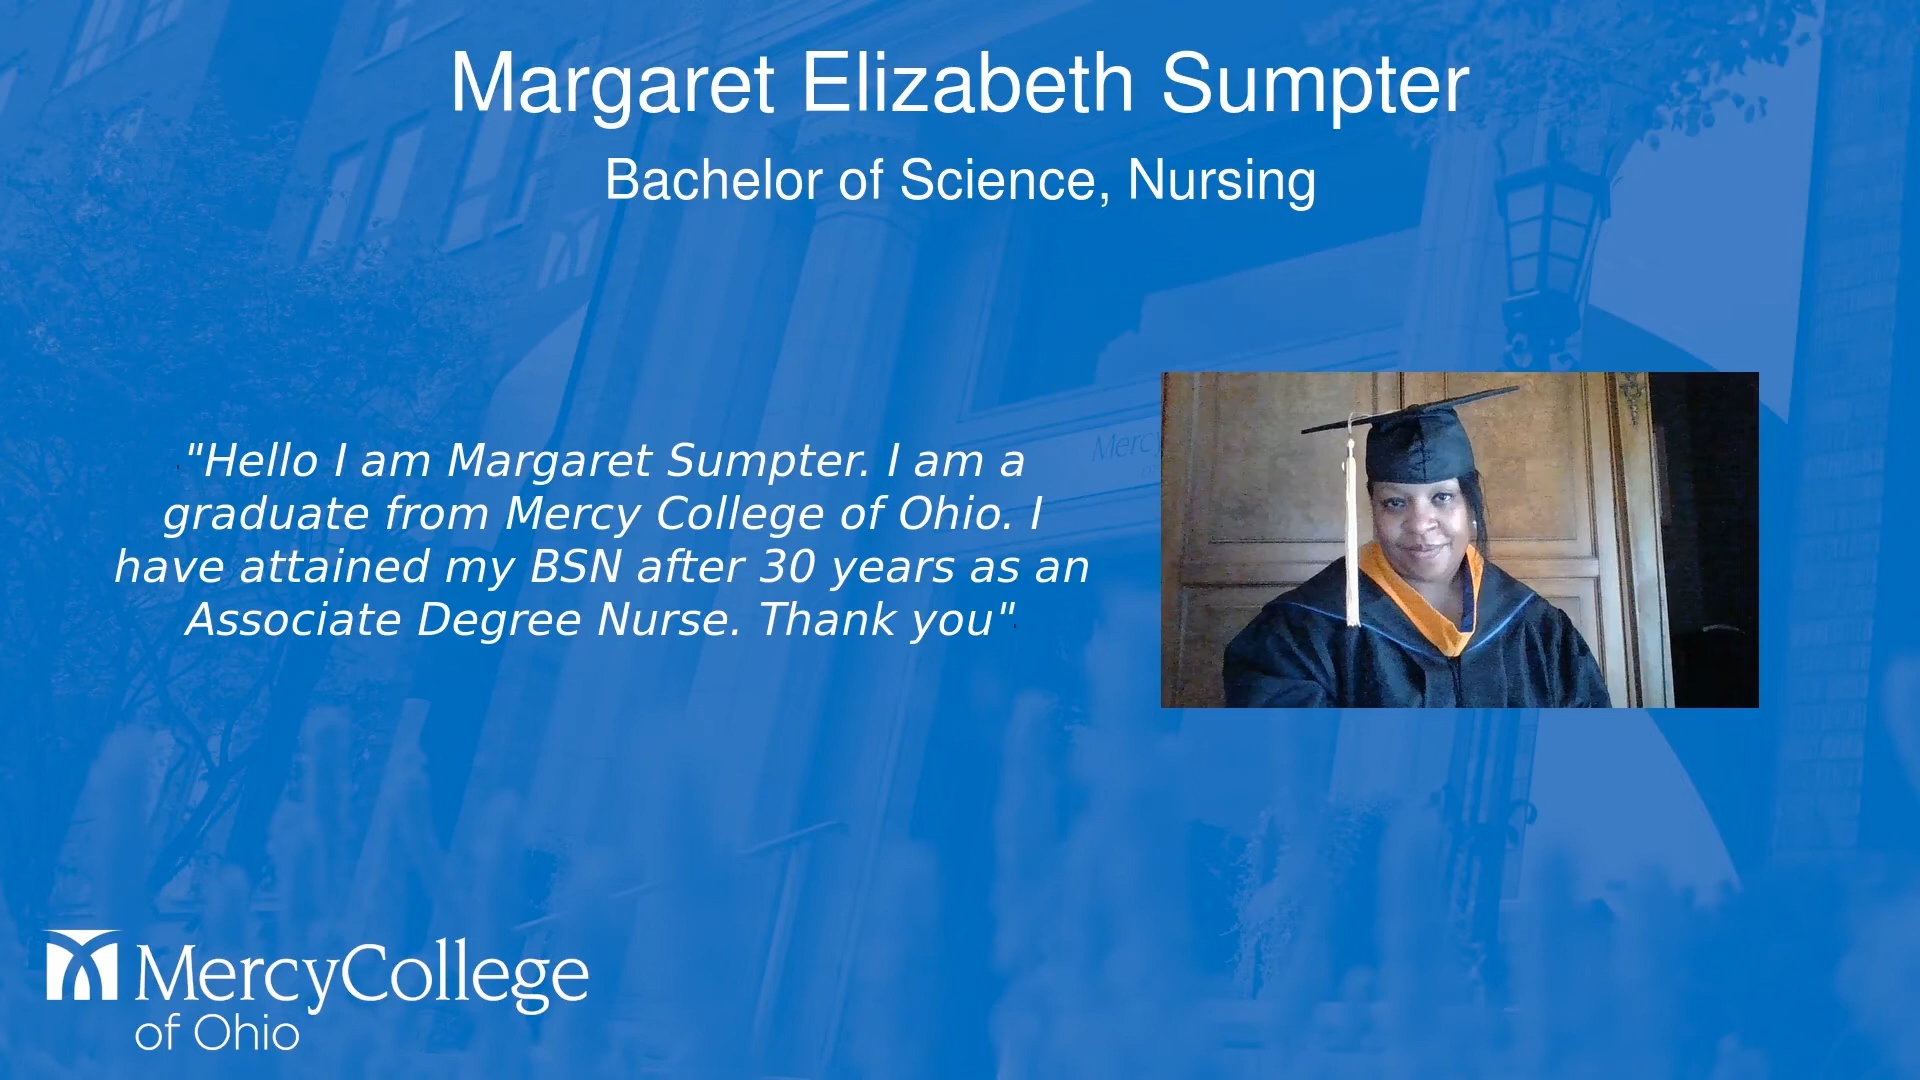 Margaret Elizabeth Sumpter
Bachelor of Science, Nursing
"Hello I am Margaret Sumpter. I am a
graduate from Mercy College of Ohio. I
have attained my BSN after 30 years as an
Associate Degree Nurse. Thank you"
Mercy
MercyCollege
of Ohio